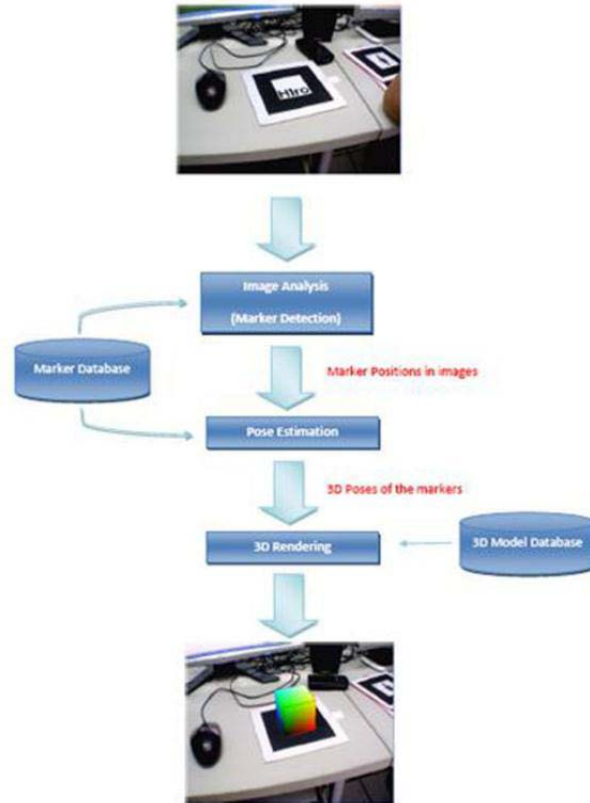 Hiro
Image Analysis
(Marker Detection)
Marker Database
Marker Positions in images
Pose Estimation
3D Poses of the markers
3D Rendering
3D Model Database